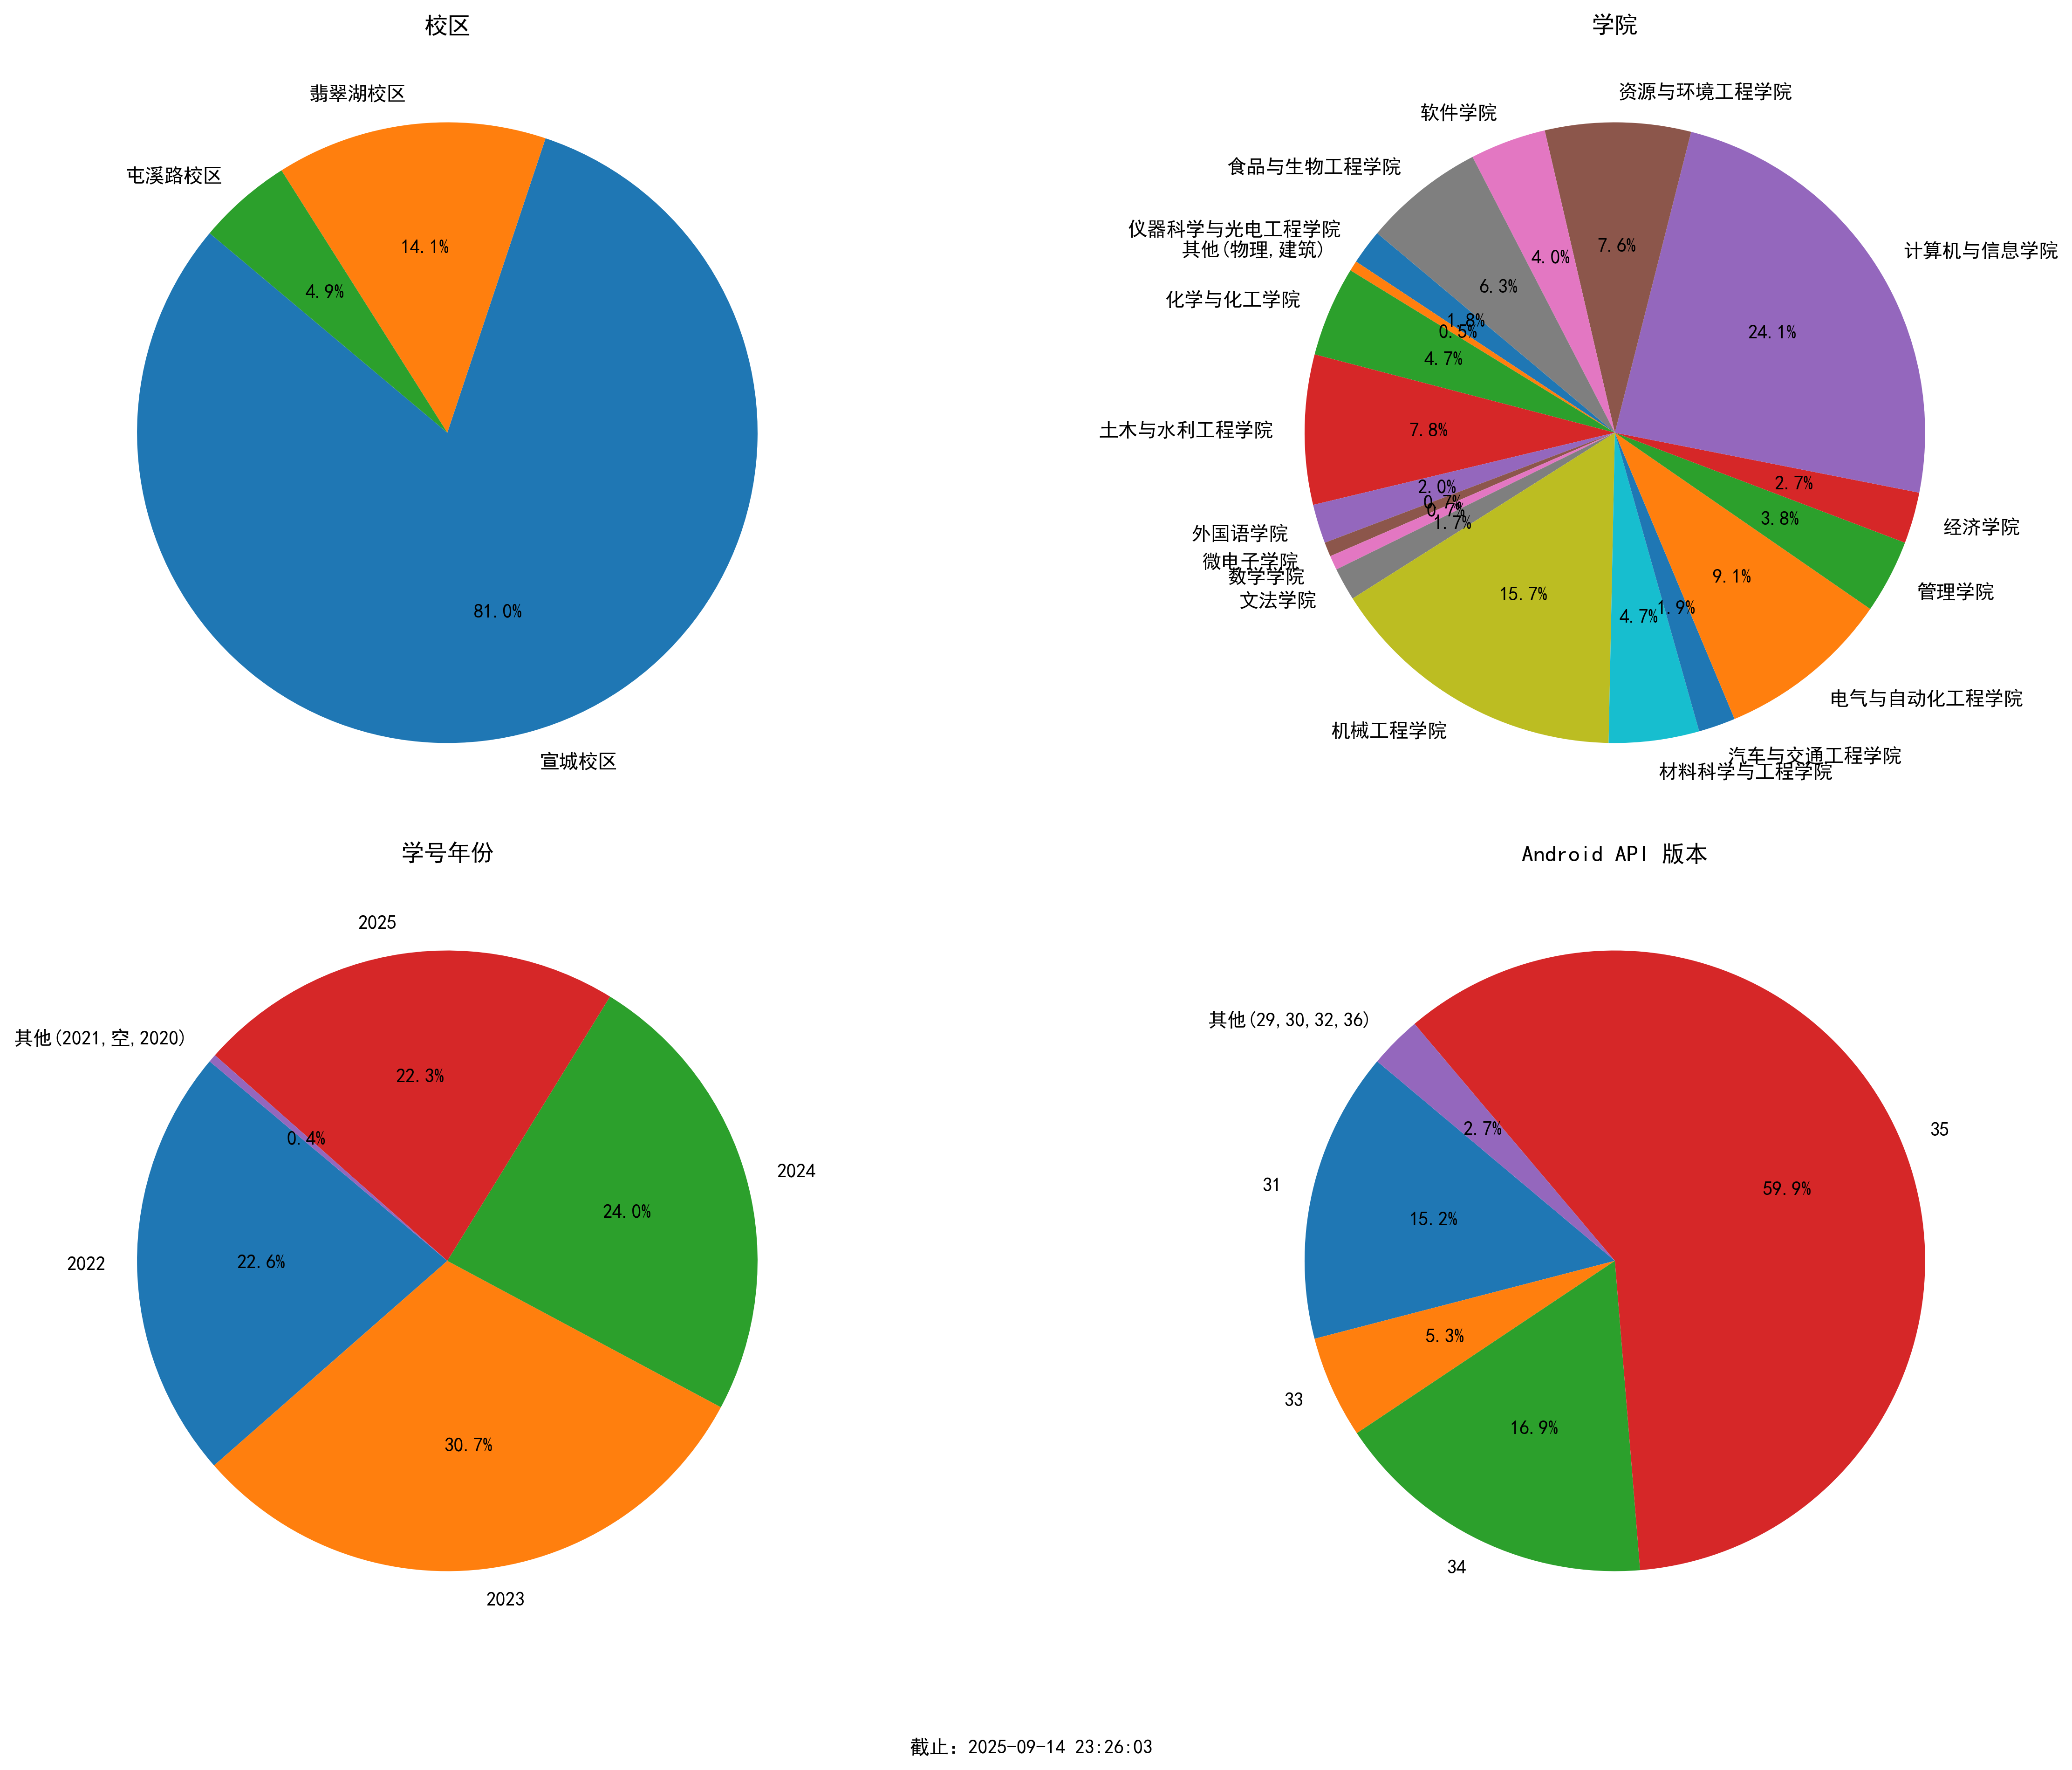 校区
翡翠湖校区
屯溪路校区
14.1%
4.9%
81.0%
宣城校区
学院
资源与环境工程学院
软件学院
食品与生物工程学院
仪器科学与光电工程学院
其他(物理,建筑)
化学与化工学院
土木与水利工程学院
外国语学院
微电子学院
数学学院
文法学院
机械工程学院
材料科学与工程学院
汽车与交通工程学院
电气与自动化工程学院
管理学院
经济学院
计算机与信息学院
7.6%
4.0%
6.3%
1.8%
0.5%
4.7%
7.8%
2.0%
0.7%
0.7%
1.7%
15.7%
4.7%
1.9%
9.1%
3.8%
2.7%
24.1%
学号年份
2025
其他(2021,空,2020)
22.3%
0.4%
2024
24.0%
2022
22.6%
30.7%
2023
Android API 版本
其他(29,30,32,36)
2.7%
35
59.9%
31
15.2%
5.3%
33
16.9%
34
截止: 2025-09-14 23:26:03